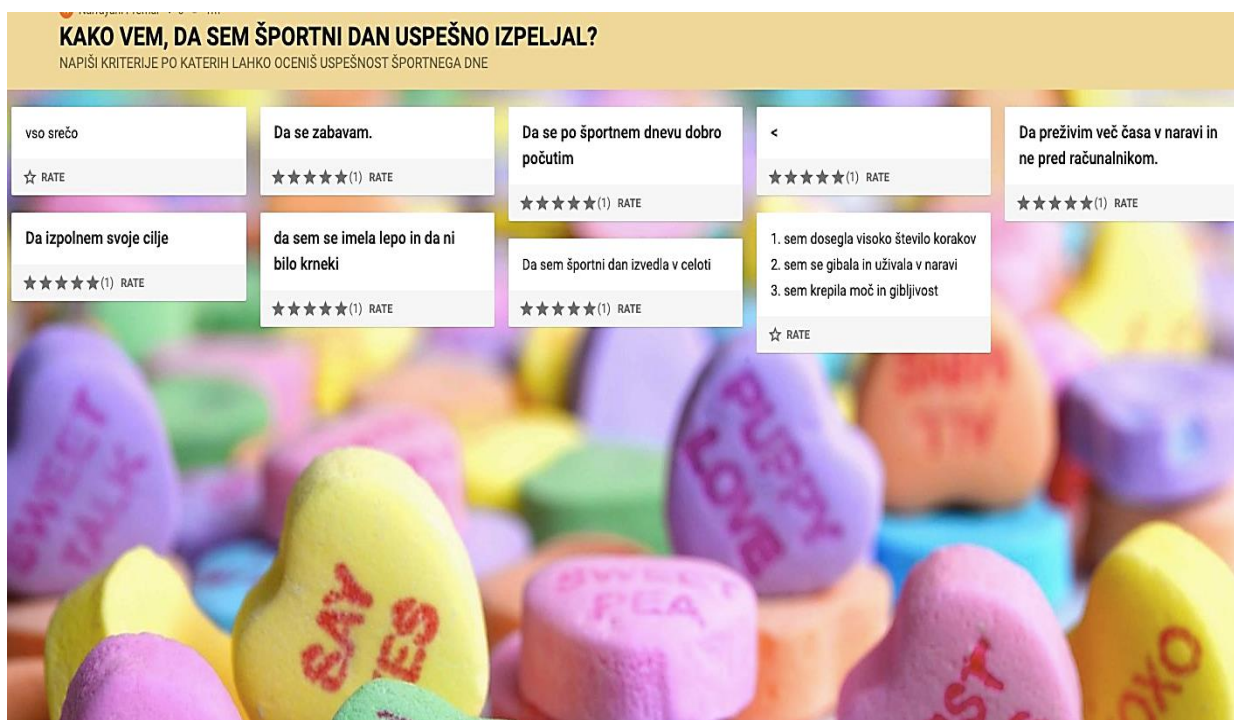 KAKO VEM, DA SEM ŠPORTNI DAN USPEŠNO IZPELJAL?
NAPIŠI KRITERIJE PO KATERIH LAHKO OCENIŠ USPEŠNOST ŠPORTNEGA DNE
vso srečo
RATE
Da izpolnem svoje cilje
(1) RATE
Da se zabavam.
(1) RATE
da sem se imela lepo in da ni
bilo krneki
(1) RATE
Da se po športnem dnevu dobro
počutim
(1) RATE
Da sem športni dan izvedla v celoti
(1) RATE
<
(1) RATE
1. sem dosegla visoko število korakov
2. sem se gibala in uživala v naravi
3. sem krepila moč in gibljivost
RATE
Da preživim več časa v naravi in
ne pred računalnikom.
(1) RATE
SWEET
TALK
SAY
YES
SWEET
PEA
PUPPY
LOVE
XOXO